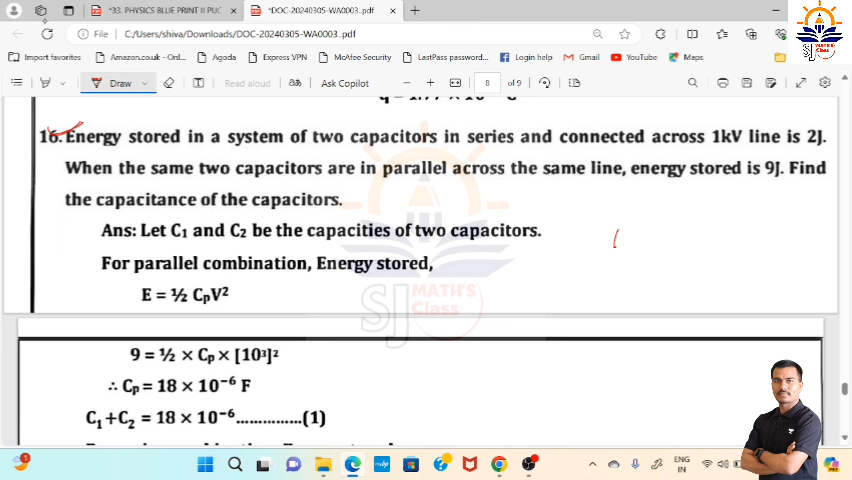 *33. PHYSICS BLUE PRINT II PUC
*DOC-20240305-WA0003.pdf
File C:/Users/shiva/Downloads/DOC-20240305-WA0003.pdf
Import favorites
Amazon.co.uk - Onl...
Agoda
Express VPN
McAfee Security
LastPass password...
Gmail
YouTube
Maps
SJ MATH'S Class
Draw
Read aloud
Ask Copilot
8 of 9
16. Energy stored in a system of two capacitors in series and connected across 1kV line is 2J.
When the same two capacitors are in parallel across the same line, energy stored is 9J. Find
the capacitance of the capacitors.
Ans: Let C₁ and C₂ be the capacities of two capacitors.
For parallel combination, Energy stored,
E = ½ CₚV²
SJ MATH'S Class
9 = ½ × Cₚ × [10³]²
∴ Cₚ = 18 × 10⁻⁶ F
C₁+C₂ = 18 × 10⁻⁶ ...............(1)
ENG
IN